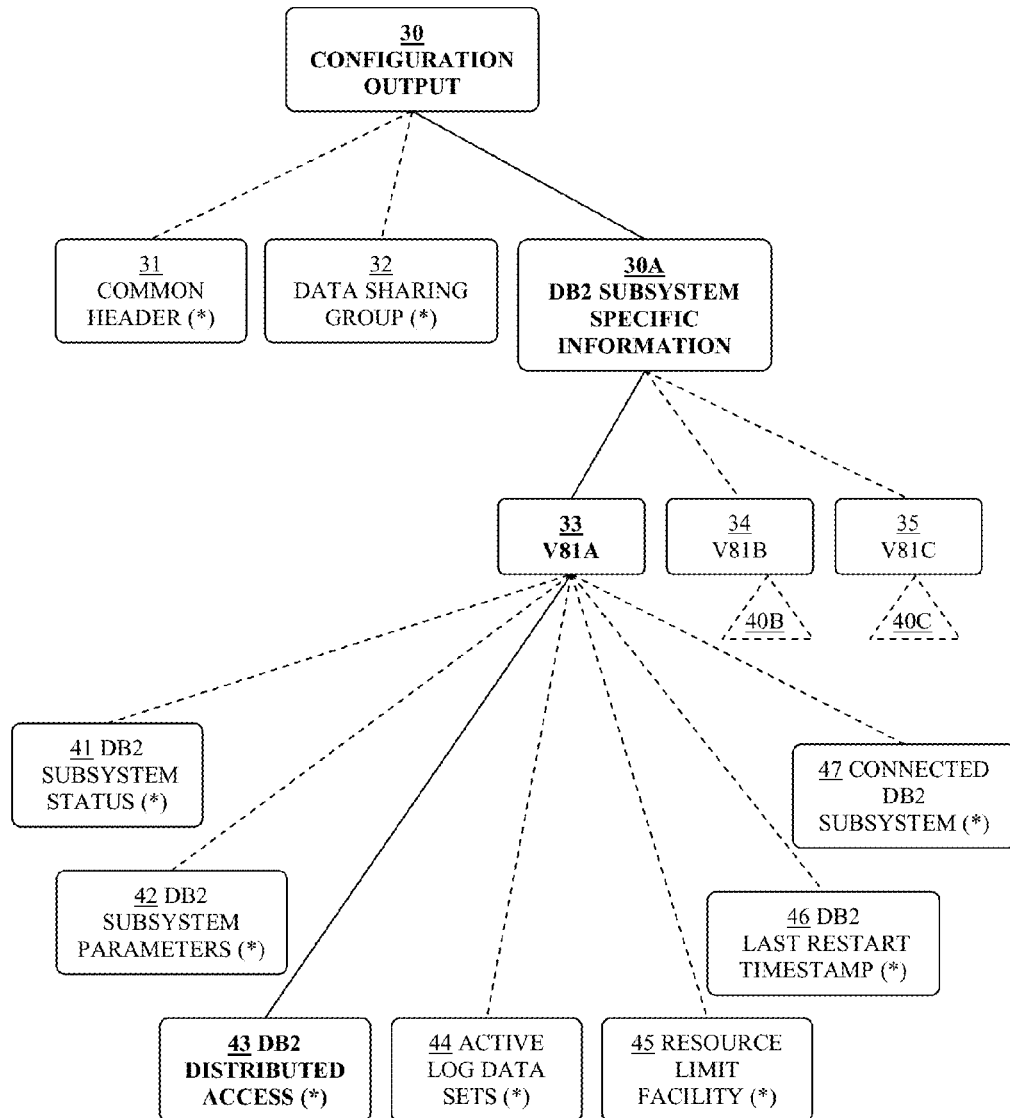 30
CONFIGURATION
OUTPUT
31
COMMON
HEADER (*)
32
DATA SHARING
GROUP (*)
30A
DB2 SUBSYSTEM
SPECIFIC
INFORMATION
33
V81A
34
V81B
35
V81C
40B
40C
41 DB2
SUBSYSTEM
STATUS (*)
47 CONNECTED
DB2
SUBSYSTEM (*)
42 DB2
SUBSYSTEM
PARAMETERS (*)
46 DB2
LAST RESTART
TIMESTAMP (*)
43 DB2
DISTRIBUTED
ACCESS (*)
44 ACTIVE
LOG DATA
SETS (*)
45 RESOURCE
LIMIT
FACILITY (*)